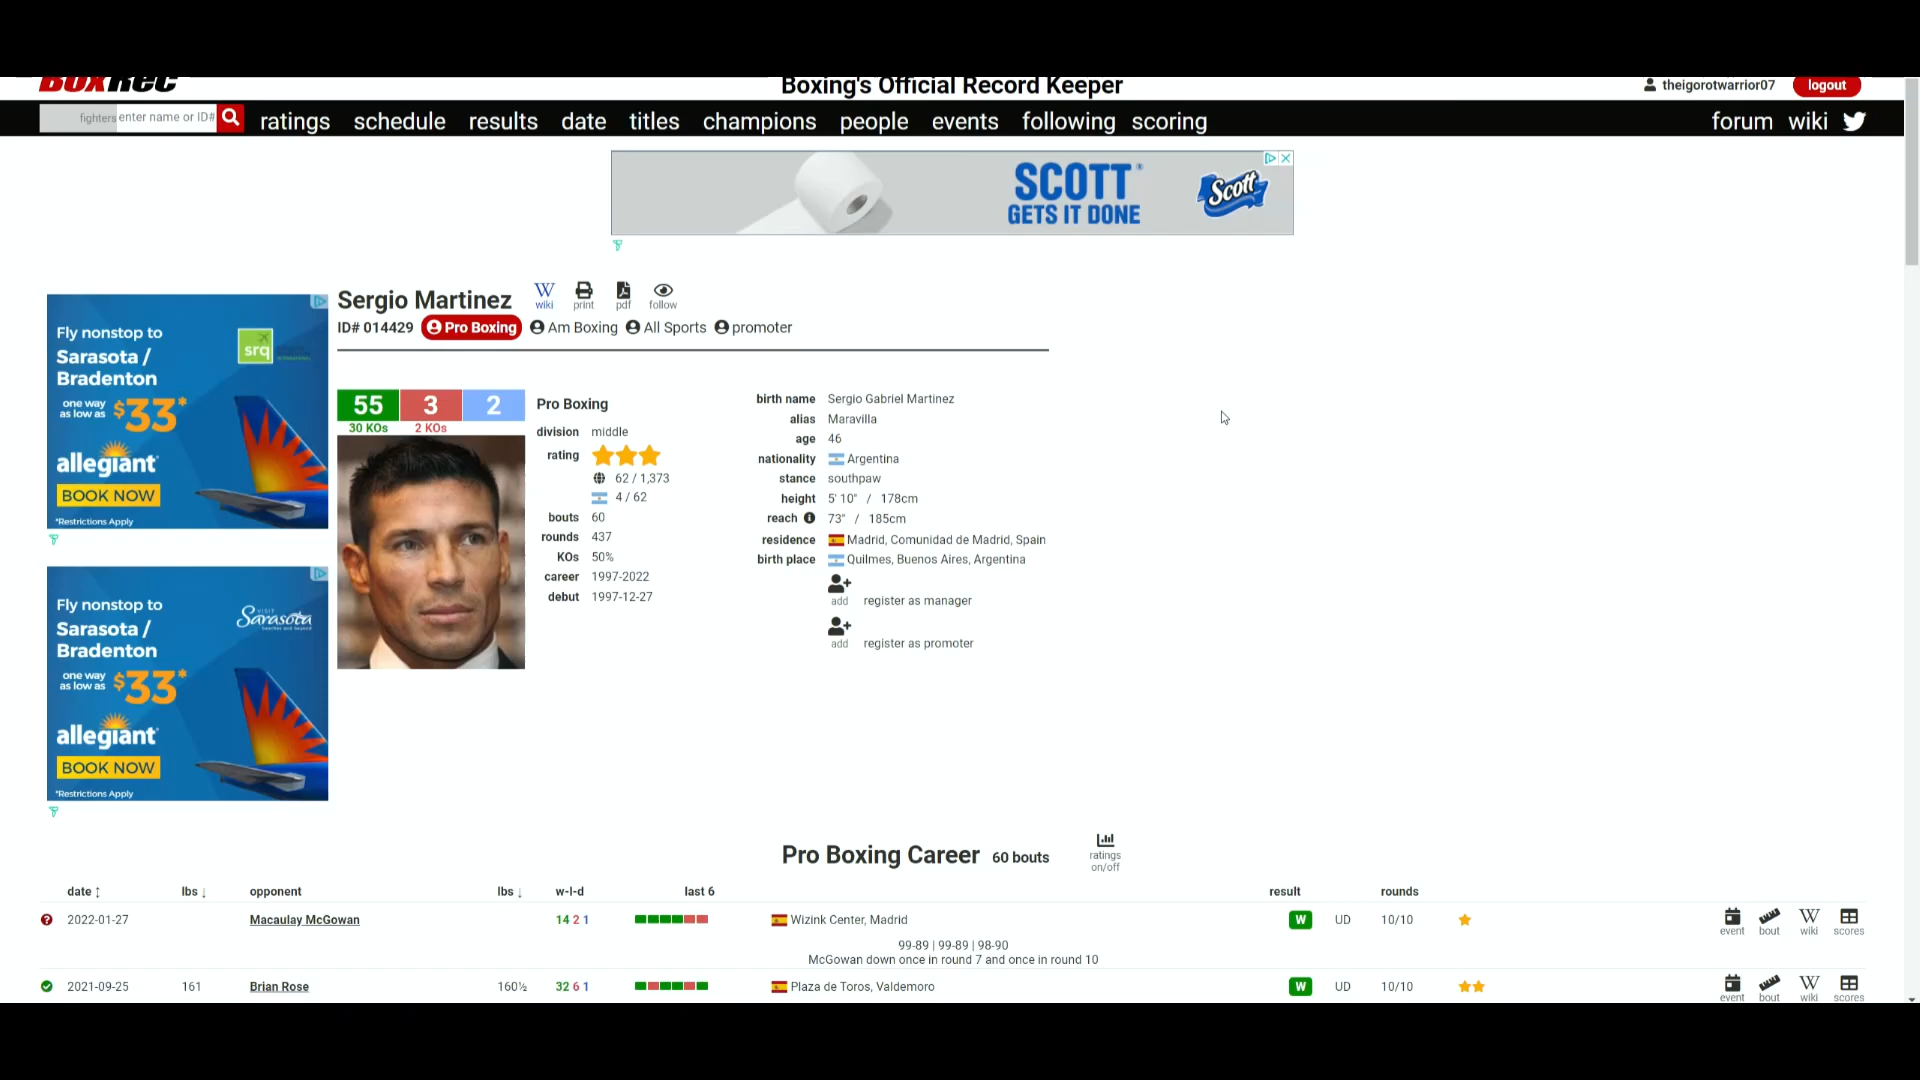 BoxRec
Boxing's Official Record Keeper
theigorotwarrior07
logout
fighters enter name or ID#
ratings schedule results date titles champions people events following scoring
forum wiki
SCOTT®
GETS IT DONE
Scott
Fly nonstop to
Sarasota /
Bradenton
one way
as low as $33*
srq
allegiant
BOOK NOW
*Restrictions Apply
Fly nonstop to
Sarasota /
Bradenton
VISIT
Sarasota
one way
as low as $33*
allegiant
BOOK NOW
*Restrictions Apply
Sergio Martinez
W
wiki print pdf follow
ID# 014429 Pro Boxing Am Boxing All Sports promoter
55 3 2
30 KOs 2 KOs
Pro Boxing
division middle
rating
62 / 1,373
4 / 62
bouts 60
rounds 437
KOs 50%
career 1997-2022
debut 1997-12-27
birth name Sergio Gabriel Martinez
alias Maravilla
age 46
nationality Argentina
stance southpaw
height 5' 10" / 178cm
reach 73" / 185cm
residence Madrid, Comunidad de Madrid, Spain
birth place Quilmes, Buenos Aires, Argentina
add register as manager
add register as promoter
Pro Boxing Career 60 bouts
ratings
on/off
date lbs opponent lbs w-l-d last 6 result rounds
2022-01-27 Macaulay McGowan 14 2 1 Wizink Center, Madrid W UD 10/10 event bout wiki scores
99-89 | 99-89 | 98-90
McGowan down once in round 7 and once in round 10
2021-09-25 161 Brian Rose 160½ 32 6 1 Plaza de Toros, Valdemoro W UD 10/10 event bout wiki scores